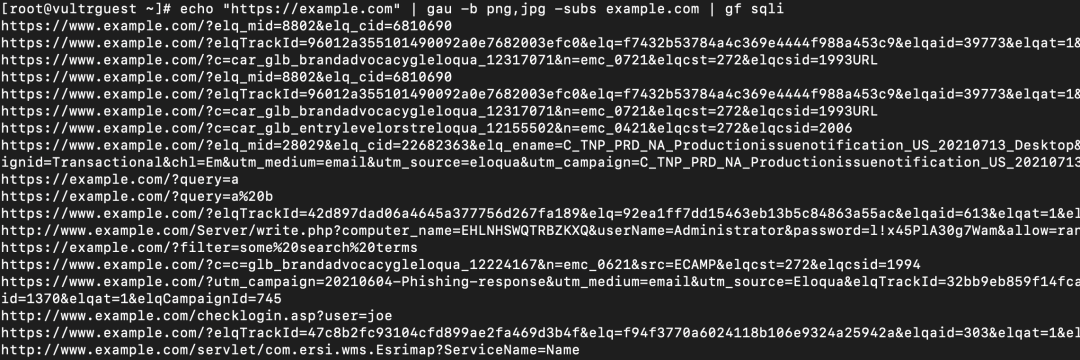 [root@vultrguest ~]# echo "https://example.com" | gau -b png,jpg -subs example.com | gf sqli
https://www.example.com/?elq_mid=8802&elq_cid=6810690
https://www.example.com/?elqTrackId=96012a355101490092a0e7682003efc0&elq=f7432b53784a4c369e4444f988a453c9&elqaid=39773&elqat=1&
https://www.example.com/?c=car_glb_brandadvocacygleloqua_12317071&n=emc_0721&elqcst=272&elqcsid=1993URL
https://www.example.com/?elq_mid=8802&elq_cid=6810690
https://www.example.com/?elqTrackId=96012a355101490092a0e7682003efc0&elq=f7432b53784a4c369e4444f988a453c9&elqaid=39773&elqat=1&
https://www.example.com/?c=car_glb_brandadvocacygleloqua_12317071&n=emc_0721&elqcst=272&elqcsid=1993URL
https://www.example.com/?c=car_glb_entrylevelorstreloqua_12155502&n=emc_0421&elqcst=272&elqcsid=2006
https://www.example.com/?elq_mid=28029&elq_cid=22682363&elq_ename=C_TNP_PRD_NA_Productionissuenotification_US_20210713_Desktop&
ignid=Transactional&chl=Em&utm_medium=email&utm_source=eloqua&utm_campaign=C_TNP_PRD_NA_Productionissuenotification_US_20210713
https://example.com/?query=a
https://www.example.com/?query=a%20b
https://www.example.com/?elqTrackId=42d897dad06a4645a377756d267fa189&elq=92ea1ff7dd15463eb13b5c84863a55ac&elqaid=613&elqat=1&el
http://www.example.com/Server/write.php?computer_name=EHLNHSWQTRBZKXQ&userName=Administrator&password=l!x45PlA30g7Wam&allow=ran
https://example.com/?filter=some%20search%20terms
https://www.example.com/?c=c=glb_brandadvocacygleloqua_12224167&n=emc_0621&src=ECAMP&elqcst=272&elqcsid=1994
https://www.example.com/?utm_campaign=20210604-Phishing-response&utm_medium=email&utm_source=Eloqua&elqTrackId=32bb9eb859f14fca
id=1370&elqat=1&elqCampaignId=745
http://www.example.com/checklogin.asp?user=joe
https://www.example.com/?elqTrackId=47c8b2fc93104cfd899ae2fa469d3b4f&elq=f94f3770a6024118b106e9324a25942a&elqaid=303&elqat=1&el
http://www.example.com/servlet/com.ersi.wms.Esrimap?ServiceName=Name